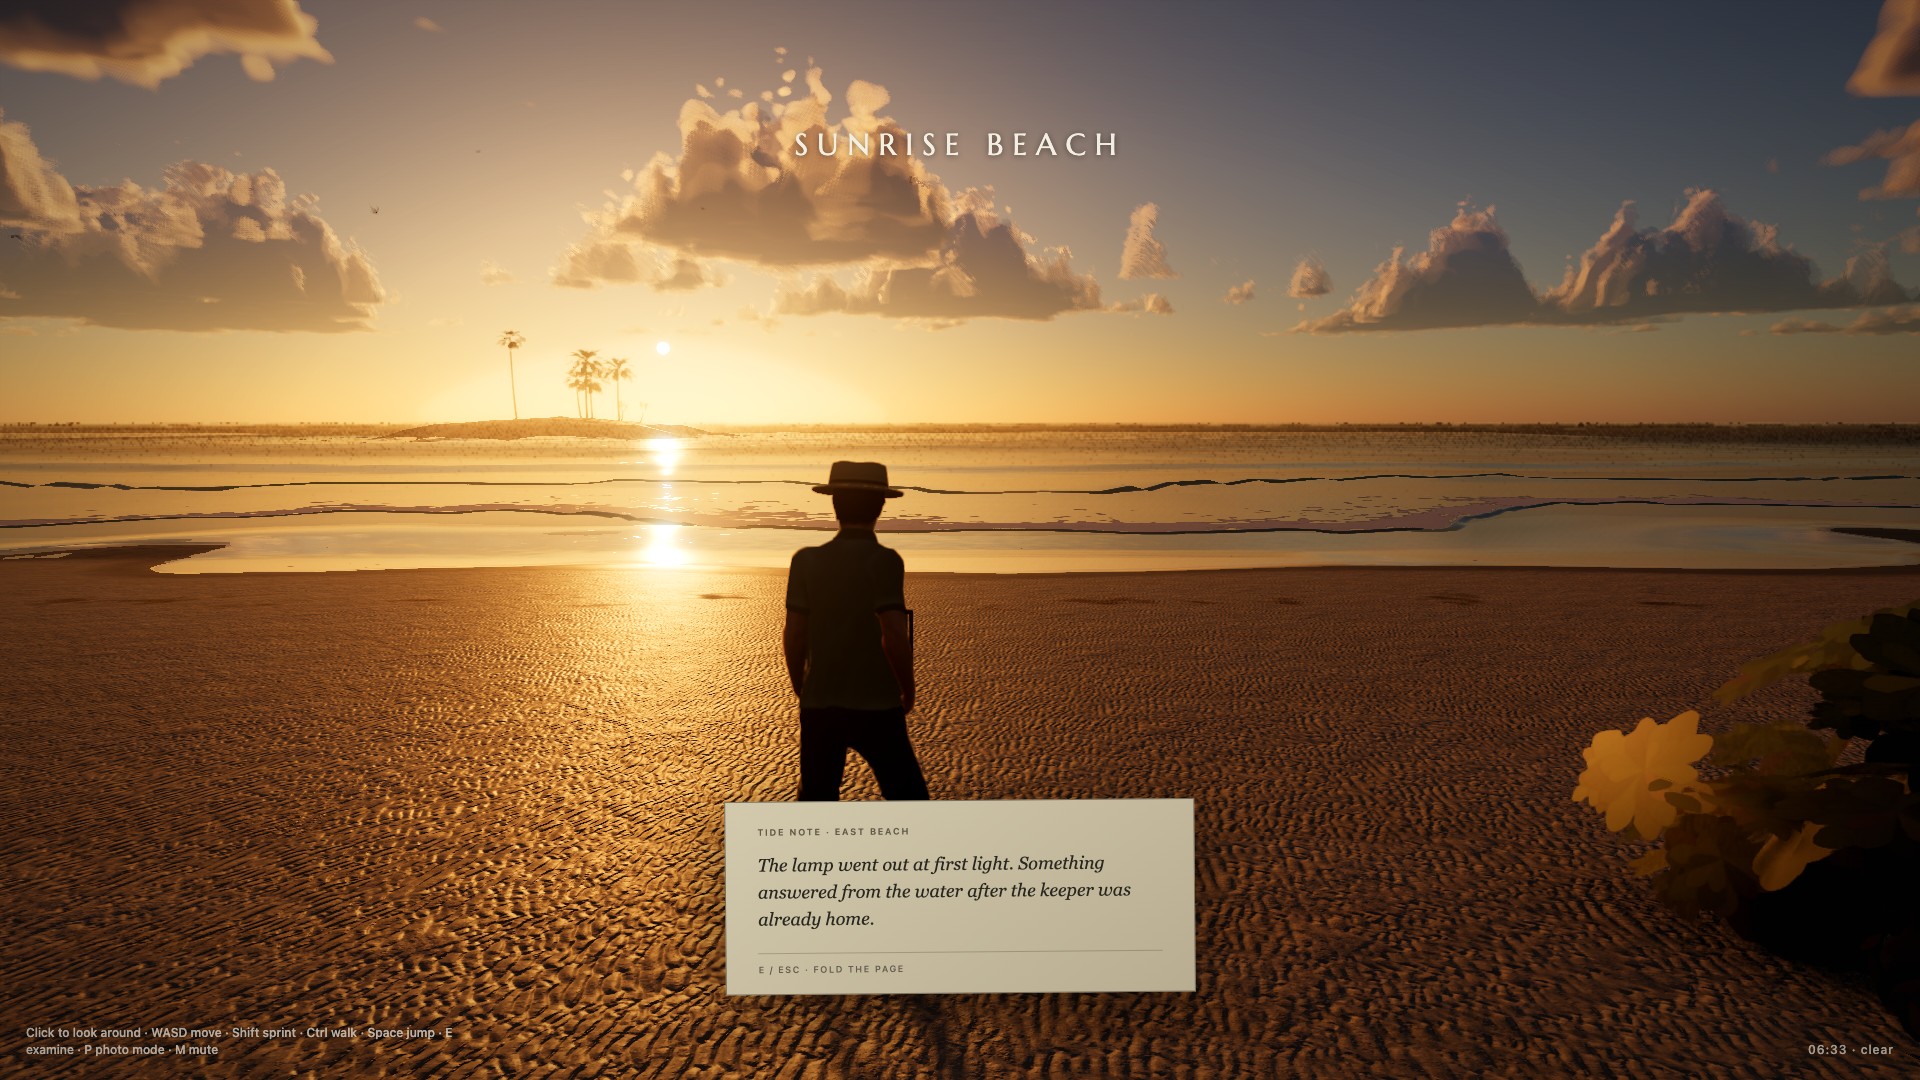 SUNRISE BEACH
TIDE NOTE · EAST BEACH
The lamp went out at first light. Something
answered from the water after the keeper was
already home.
E / ESC · FOLD THE PAGE
Click to look around · WASD move · Shift sprint · Ctrl walk · Space jump · E
examine · P photo mode · M mute
06:33 · clear